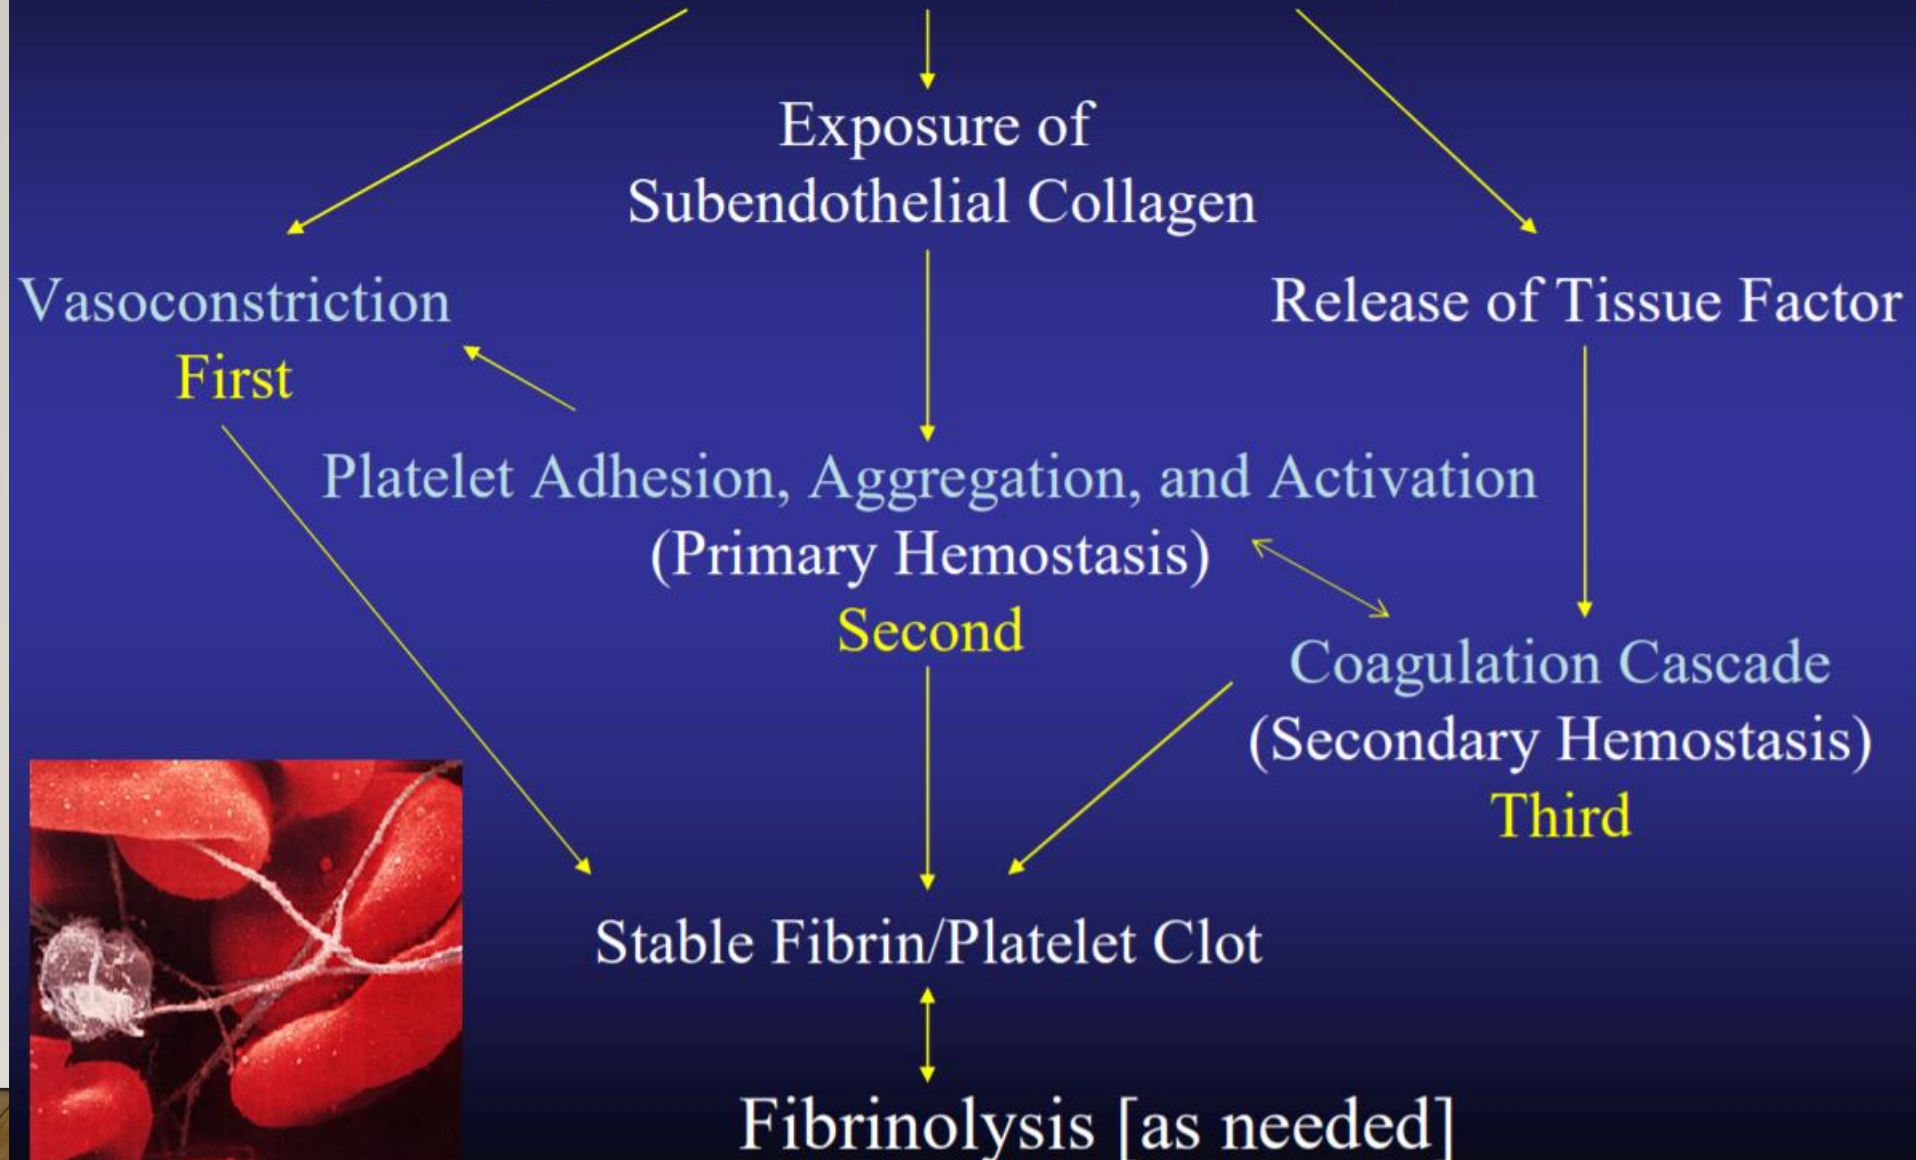 Exposure of
Subendothelial Collagen
Vasoconstriction
First
Release of Tissue Factor
Platelet Adhesion, Aggregation, and Activation
(Primary Hemostasis)
Second
Coagulation Cascade
(Secondary Hemostasis)
Third
Stable Fibrin/Platelet Clot
Fibrinolysis [as needed]